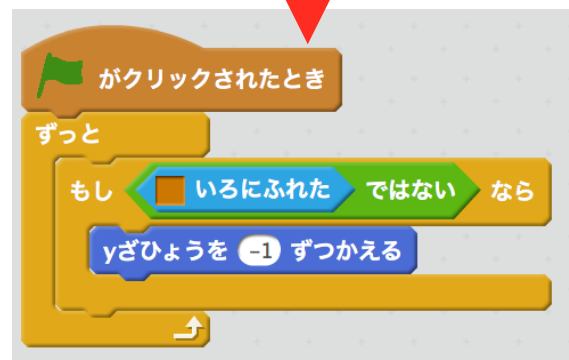 がクリックされたとき
ずっと
もし いろにふれた ではない なら
yざひょうを -1 ずつかえる